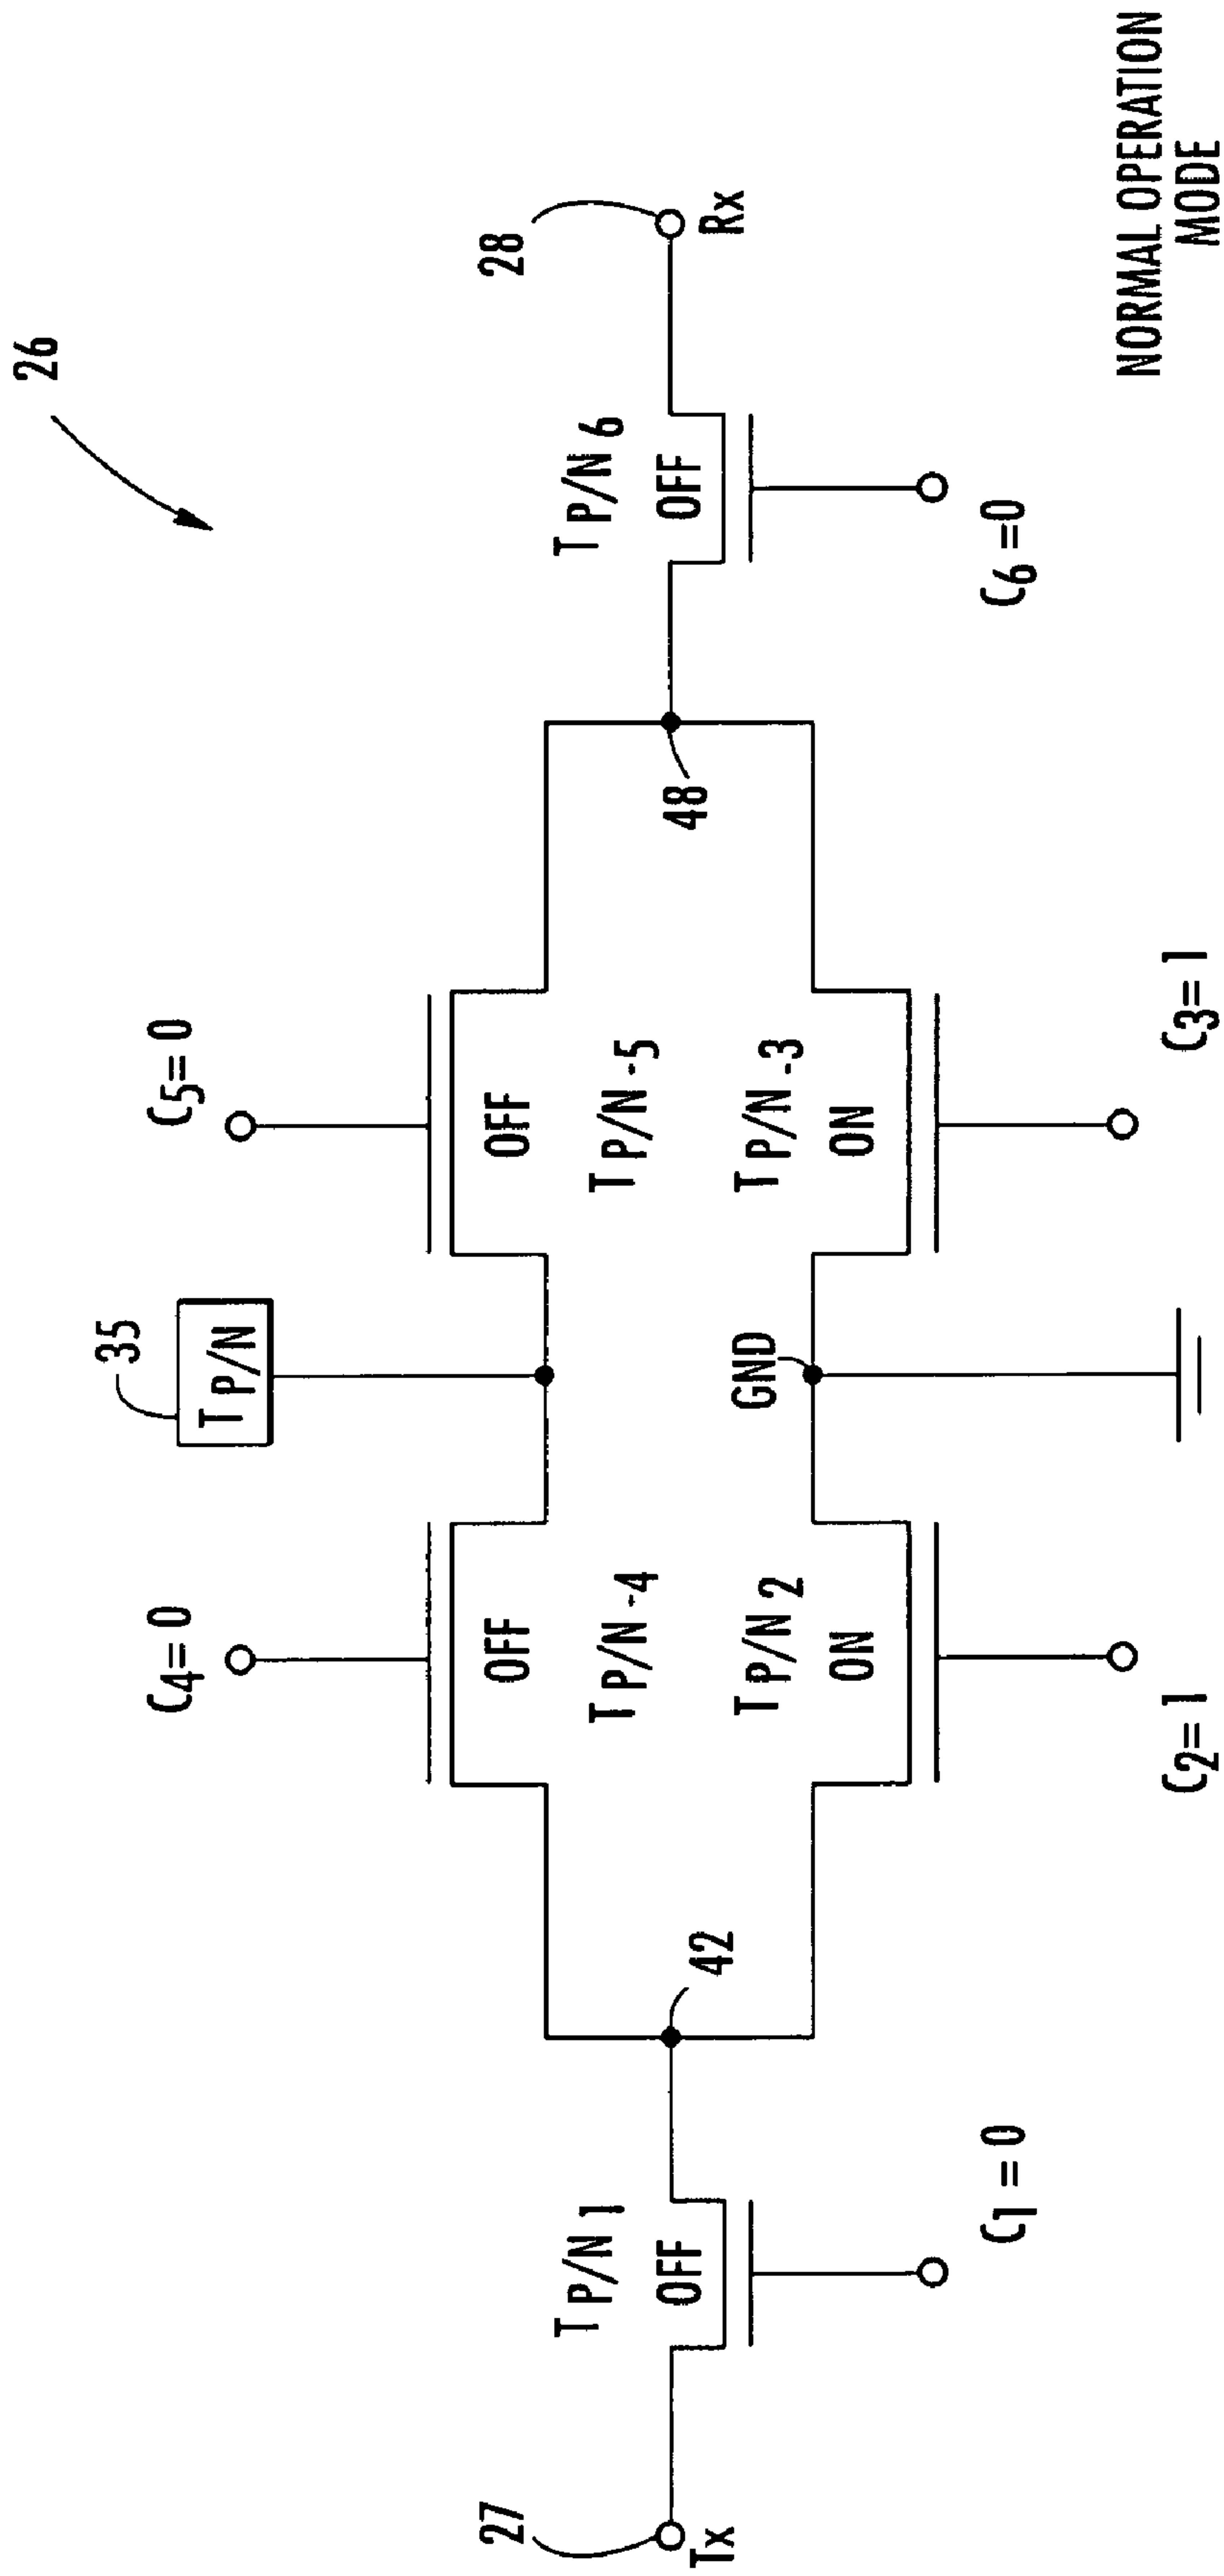 26
35
T P/N
C4=0
C5=0
OFF
OFF
T P/N-4
T P/N-5
27
Tx
T P/N 1
OFF
C1=0
42
GND
48
T P/N 6
OFF
C6=0
28
Rx
T P/N 2
ON
T P/N-3
ON
C2=1
C3=1
NORMAL OPERATION
MODE